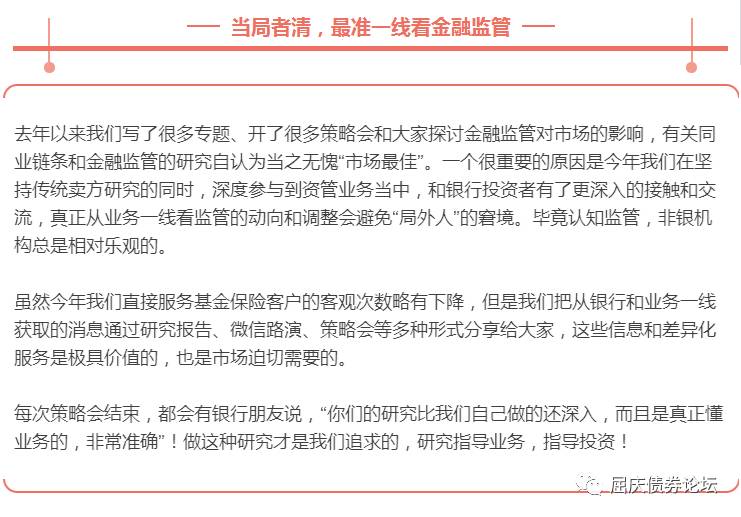 当局者清，最准一线看金融监管
去年以来我们写了很多专题、开了很多策略会和大家探讨金融监管对市场的影响，有关同
业链条和金融监管的研究自认为当之无愧“市场最佳”。一个很重要的原因是今年我们在坚
持传统卖方研究的同时，深度参与到资管业务当中，和银行投资者有了更深入的接触和交
流，真正从业务一线看监管的动向和调整会避免“局外人”的窘境。毕竟认知监管，非银机
构总是相对乐观的。
虽然今年我们直接服务基金保险客户的客观次数略有下降，但是我们把从银行和业务一线
获取的消息通过研究报告、微信路演、策略会等多种形式分享给大家，这些信息和差异化
服务是极具价值的，也是市场迫切需要的。
每次策略会结束，都会有银行朋友说，“你们的研究比我们自己做的还深入，而且是真正懂
业务的，非常准确”！做这种研究才是我们追求的，研究指导业务，指导投资！
屈庆债券论坛